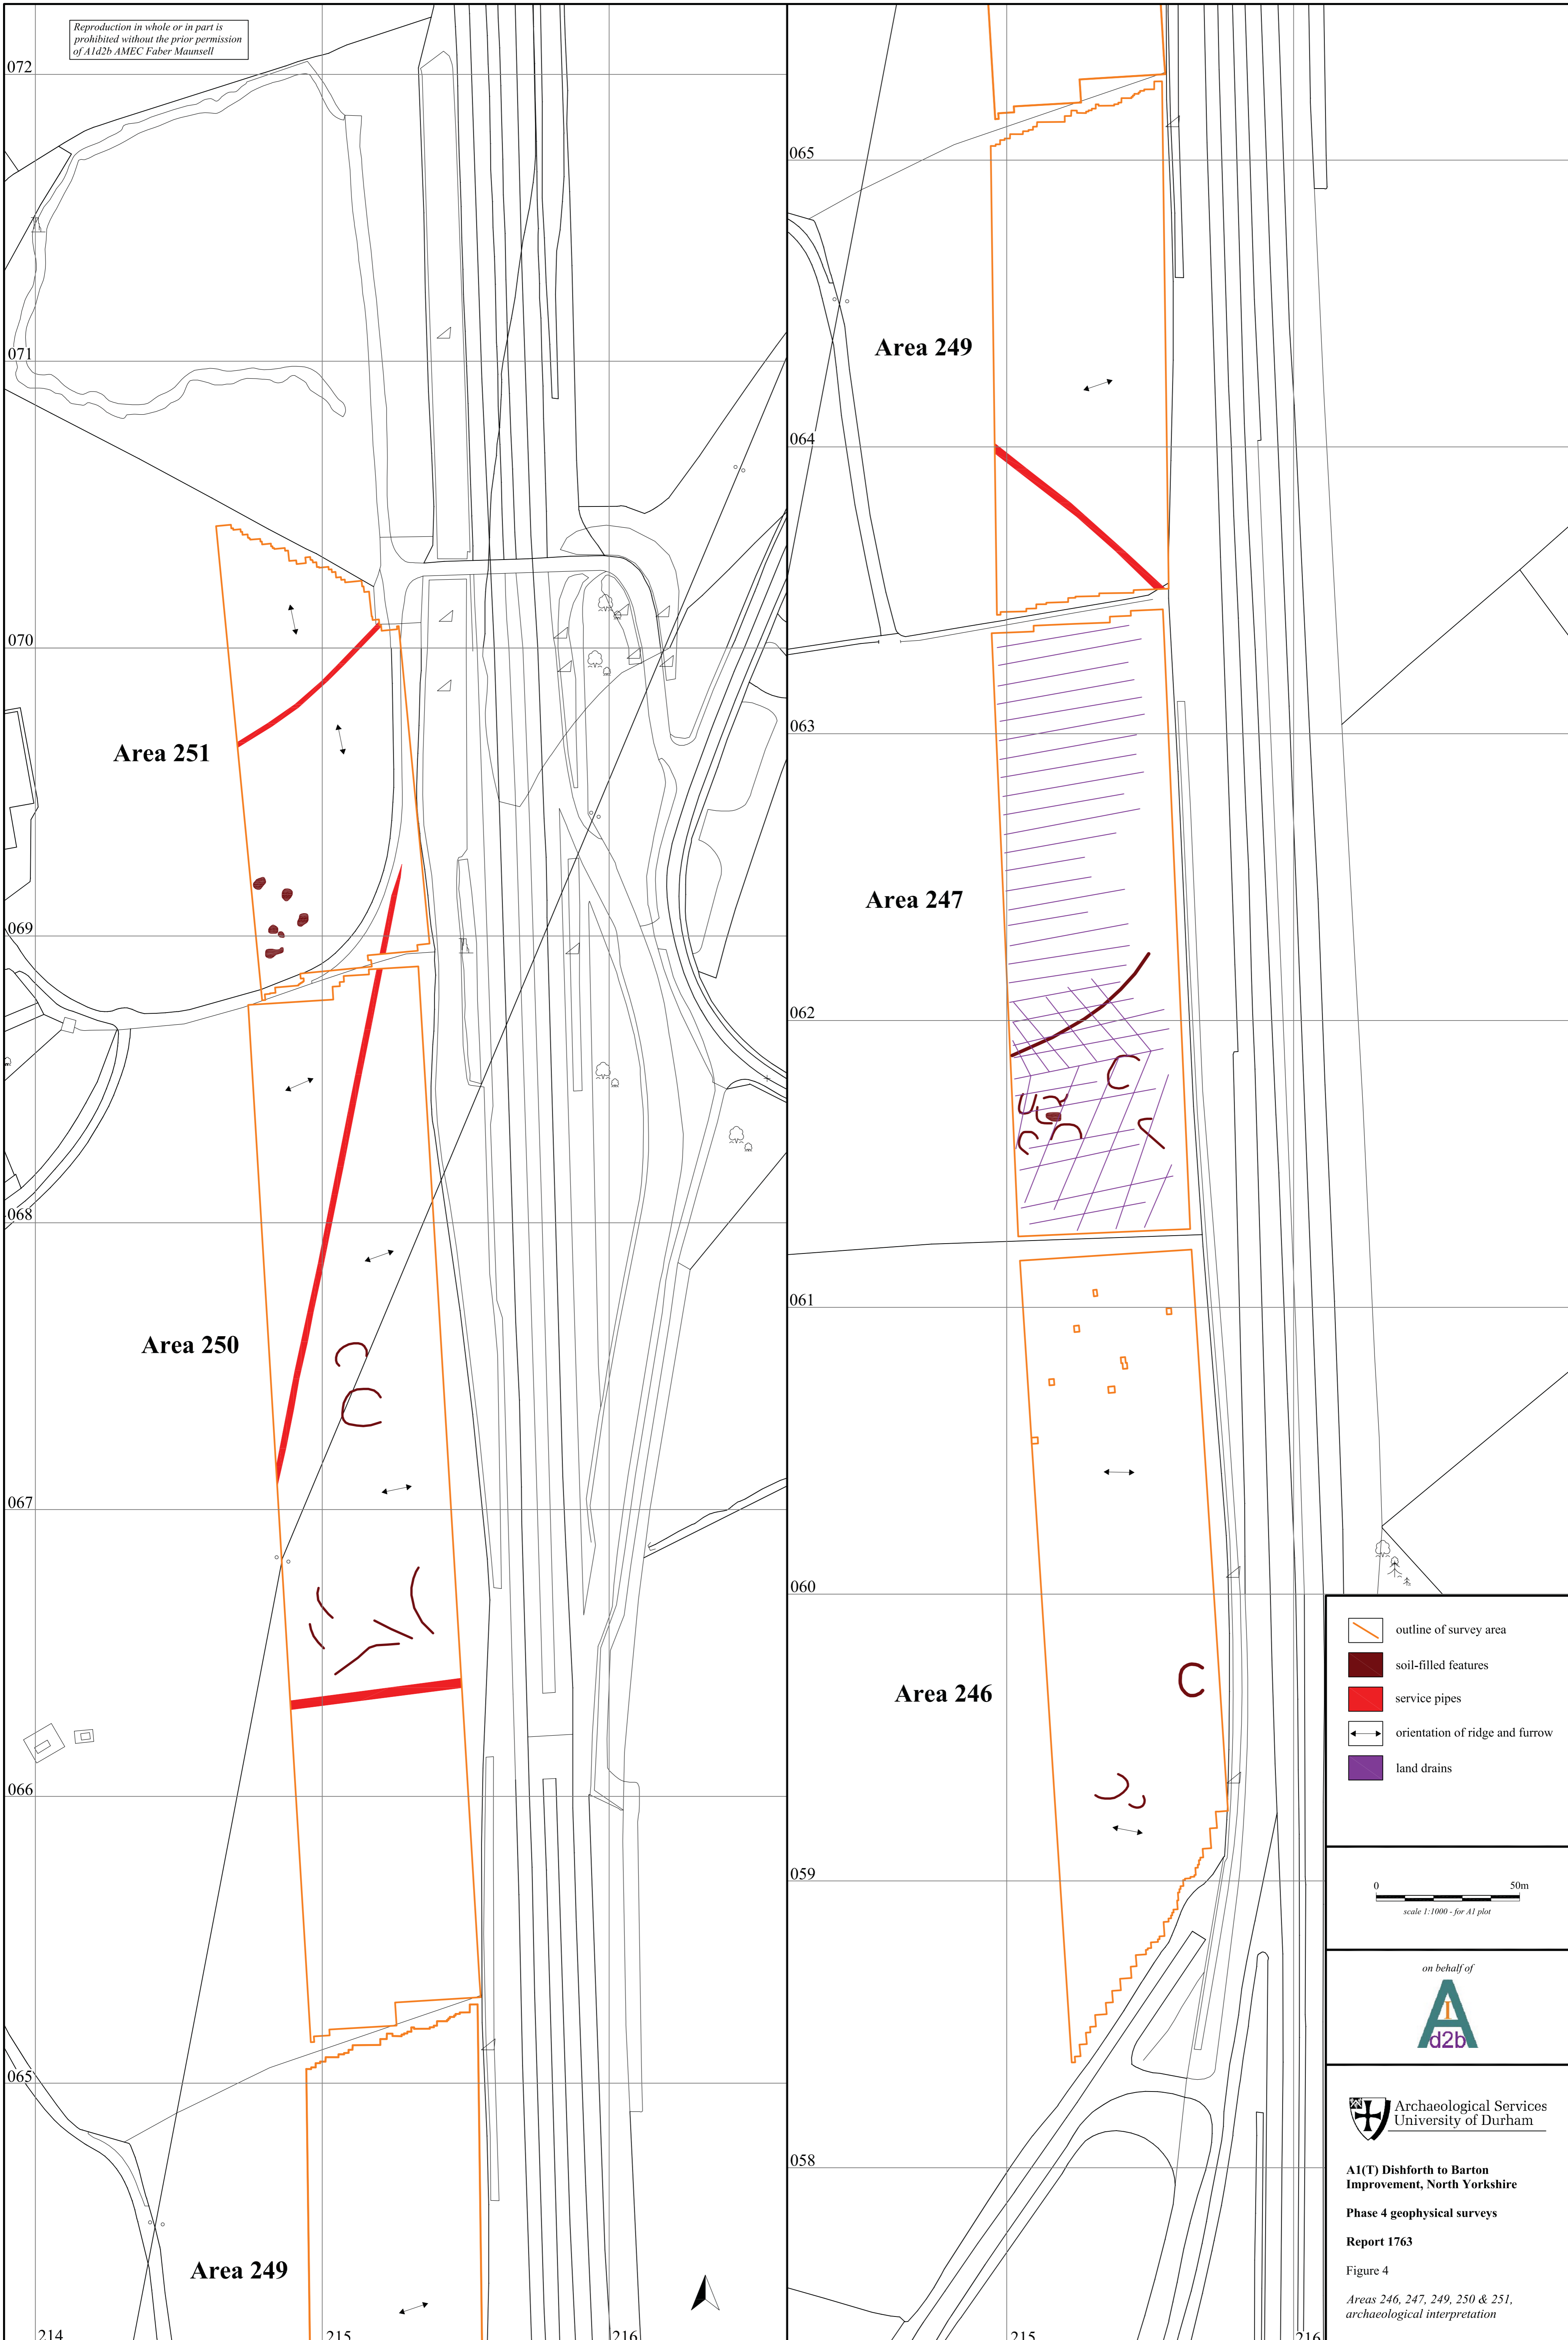 Reproduction in whole or in part is
prohibited without the prior permission
of A1d2b AMEC Faber Maunsell
072
071
070
Area 251
069
068
Area 250
067
066
065
Area 249
214
215
216
065
Area 249
064
063
Area 247
062
061
060
Area 246
059
058
215
216
outline of survey area
soil-filled features
service pipes
orientation of ridge and furrow
land drains
0 50m
scale 1:1000 - for A1 plot
on behalf of
A1
d2b
Archaeological Services
University of Durham
A1(T) Dishforth to Barton
Improvement, North Yorkshire
Phase 4 geophysical surveys
Report 1763
Figure 4
Areas 246, 247, 249, 250 & 251,
archaeological interpretation